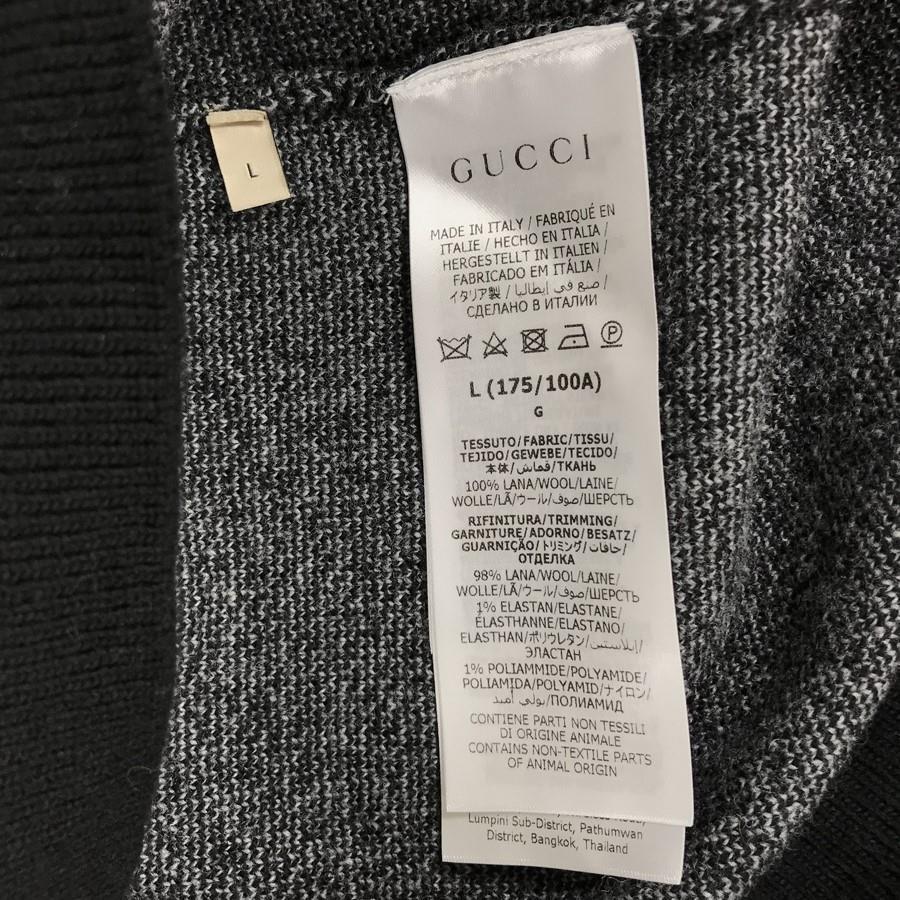 L
GUCCI
MADE IN ITALY / FABRIQUÉ EN
ITALIE / HECHO EN ITALIA /
HERGESTELLT IN ITALIEN /
FABRICADO EM ITÁLIA /
イタリア製 / صنع في إيطاليا /
СДЕЛАНО В ИТАЛИИ
P
L (175/100A)
G
TESSUTO/FABRIC/TISSU/
TEJIDO/GEWEBE/TECIDO/
本体/قماش/ТКАНЬ
100% LANA/WOOL/LAINE/
WOLLE/LÃ/ウール/صوف/ШЕРСТЬ
RIFINITURA/TRIMMING/
GARNITURE/ADORNO/BESATZ/
GUARNIÇÃO/トリミング/حافات/
ОТДЕЛКА
98% LANA/WOOL/LAINE/
WOLLE/LÃ/ウール/صوف/ШЕРСТЬ
1% ELASTAN/ELASTANE/
ÉLASTHANNE/ELASTANO/
ELASTHAN/ポリウレタン/إيلاستين/
ЭЛАСТАН
1% POLIAMMIDE/POLYAMIDE/
POLIAMIDA/POLYAMID/ナイロン/
بولي أميد/ПОЛИАМИД
CONTIENE PARTI NON TESSILI
DI ORIGINE ANIMALE
CONTAINS NON-TEXTILE PARTS
OF ANIMAL ORIGIN
Lumpini Sub-District, Pathumwan
District, Bangkok, Thailand